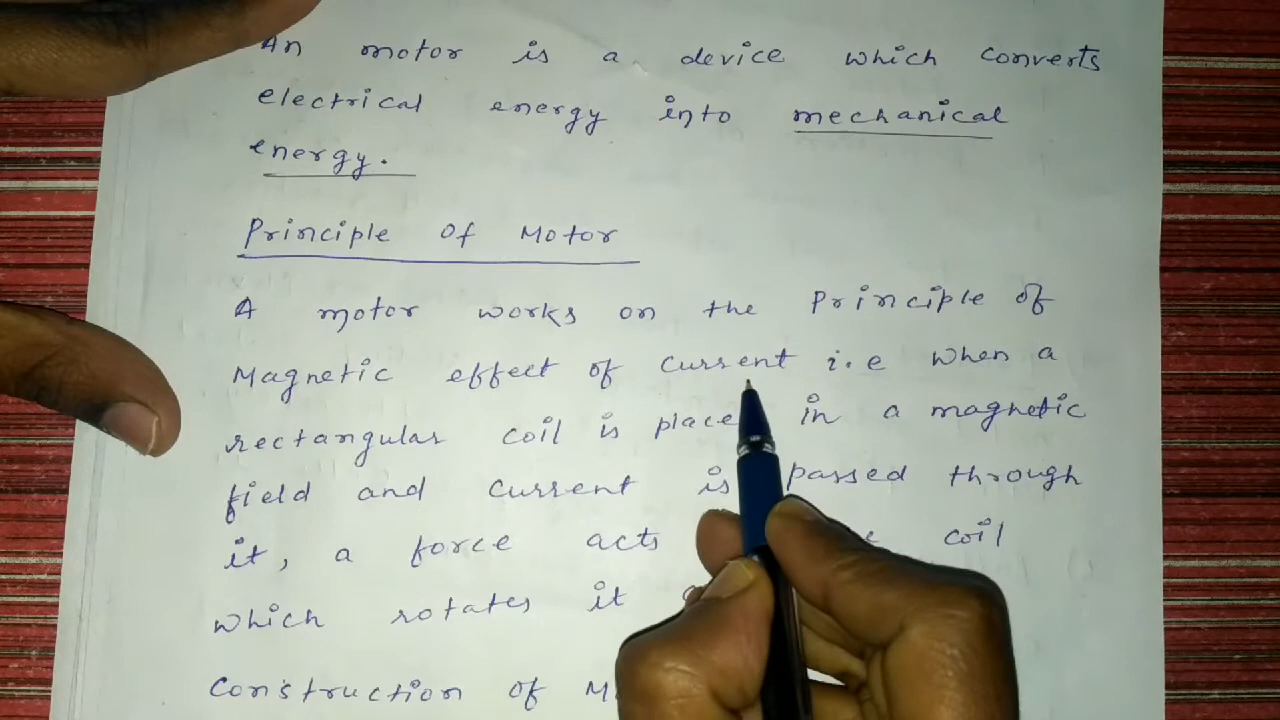 An motor is a device which converts
electrical energy into mechanical
energy.
Principle of Motor
A motor works on the Principle of
Magnetic effect of current i.e when a
rectangular coil is place in a magnetic
field and current is passed through
it, a force acts coil
which rotates it
Construction of